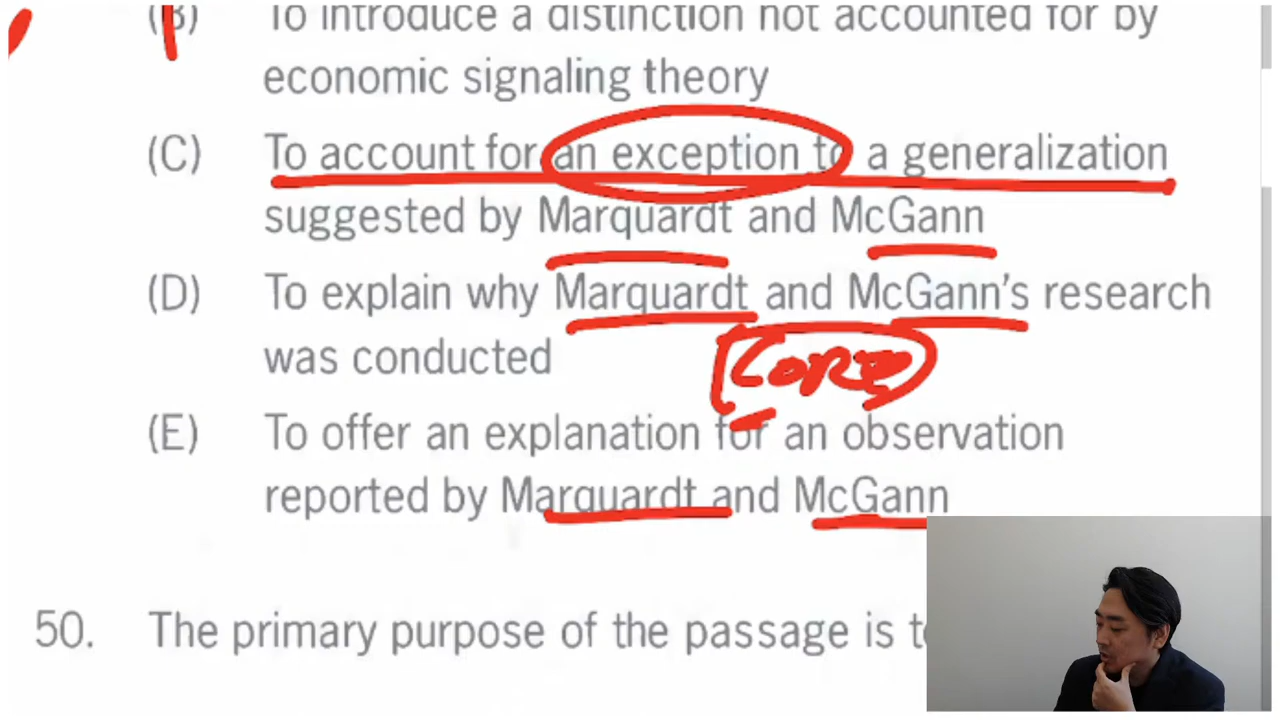 (B) To introduce a distinction not accounted for by
economic signaling theory
(C) To account for an exception to a generalization
suggested by Marquardt and McGann
(D) To explain why Marquardt and McGann's research
was conducted
CORE
(E) To offer an explanation for an observation
reported by Marquardt and McGann
50. The primary purpose of the passage is